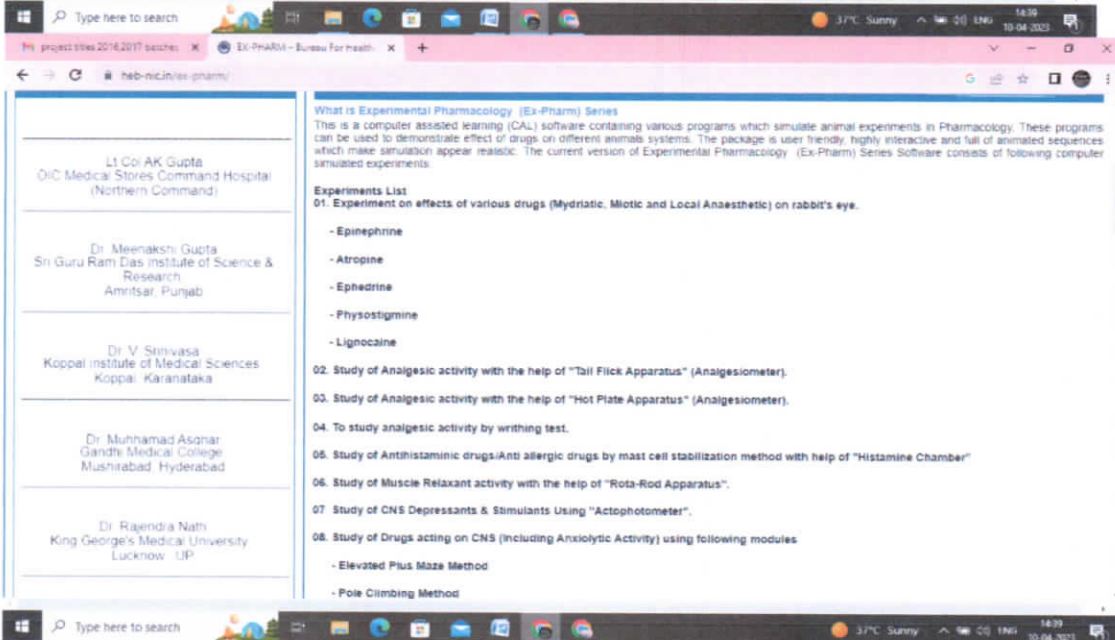 Type here to search
37°C Sunny
ENG
14:39
10-04-2023
project titles 2016,2017 batches
EX-PHARM – Bureau For Health
heb-nic.in/ex-pharm/
Lt Col AK Gupta
OIC Medical Stores Command Hospital
(Northern Command)
Dr. Meenakshi Gupta
Sri Guru Ram Das Institute of Science &
Research
Amritsar, Punjab
Dr. V. Srinivasa
Koppal Institute of Medical Sciences
Koppal, Karanataka
Dr. Muhhamad Asghar
Gandhi Medical College
Mushirabad, Hyderabad
Dr. Rajendra Nath
King George's Medical University
Lucknow, UP
What is Experimental Pharmacology (Ex-Pharm) Series
This is a computer assisted learning (CAL) software containing various programs which simulate animal experiments in Pharmacology. These programs
can be used to demonstrate effect of drugs on different animals systems. The package is user friendly, highly interactive and full of animated sequences
which make simulation appear realistic. The current version of Experimental Pharmacology (Ex-Pharm) Series Software consists of following computer
simulated experiments:
Experiments List
01. Experiment on effects of various drugs (Mydriatic, Miotic and Local Anaesthetic) on rabbit's eye.
- Epinephrine
- Atropine
- Ephedrine
- Physostigmine
- Lignocaine
02. Study of Analgesic activity with the help of "Tail Flick Apparatus" (Analgesiometer).
03. Study of Analgesic activity with the help of "Hot Plate Apparatus" (Analgesiometer).
04. To study analgesic activity by writhing test.
05. Study of Antihistaminic drugs/Anti allergic drugs by mast cell stabilization method with help of "Histamine Chamber"
06. Study of Muscle Relaxant activity with the help of "Rota-Rod Apparatus".
07 Study of CNS Depressants & Stimulants Using "Actophotometer".
08. Study of Drugs acting on CNS (Including Anxiolytic Activity) using following modules
- Elevated Plus Maze Method
- Pole Climbing Method
Type here to search
37°C Sunny
ENG
14:39
10-04-2023